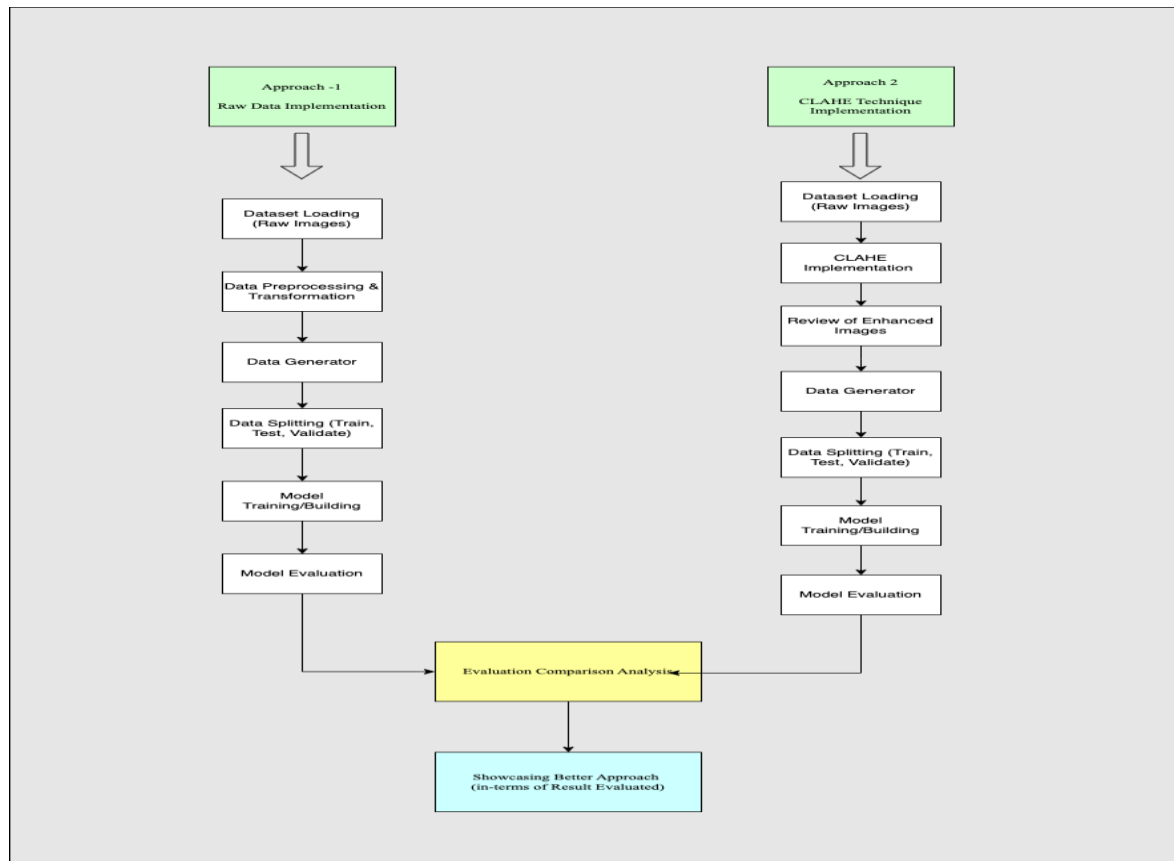 Approach -1
Raw Data Implementation
Dataset Loading
(Raw Images)
Data Preprocessing &
Transformation
Data Generator
Data Splitting (Train,
Test, Validate)
Model
Training/Building
Model Evaluation
Approach 2
CLAHE Technique
Implementation
Dataset Loading
(Raw Images)
CLAHE
Implementation
Review of Enhanced
Images
Data Generator
Data Splitting (Train,
Test, Validate)
Model
Training/Building
Model Evaluation
Evaluation Comparison Analysis
Showcasing Better Approach
(in-terms of Result Evaluated)